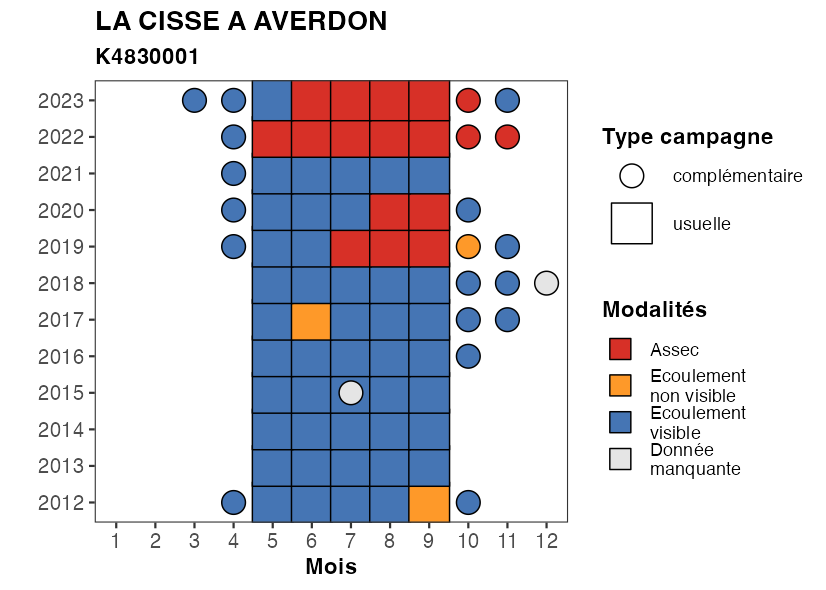 LA CISSE A AVERDON
K4830001
2023
2022
2021
2020
2019
2018
2017
2016
2015
2014
2013
2012
1 2 3 4 5 6 7 8 9 10 11 12
Mois
Type campagne
complémentaire
usuelle
Modalités
Assec
Ecoulement
non visible
Ecoulement
visible
Donnée
manquante